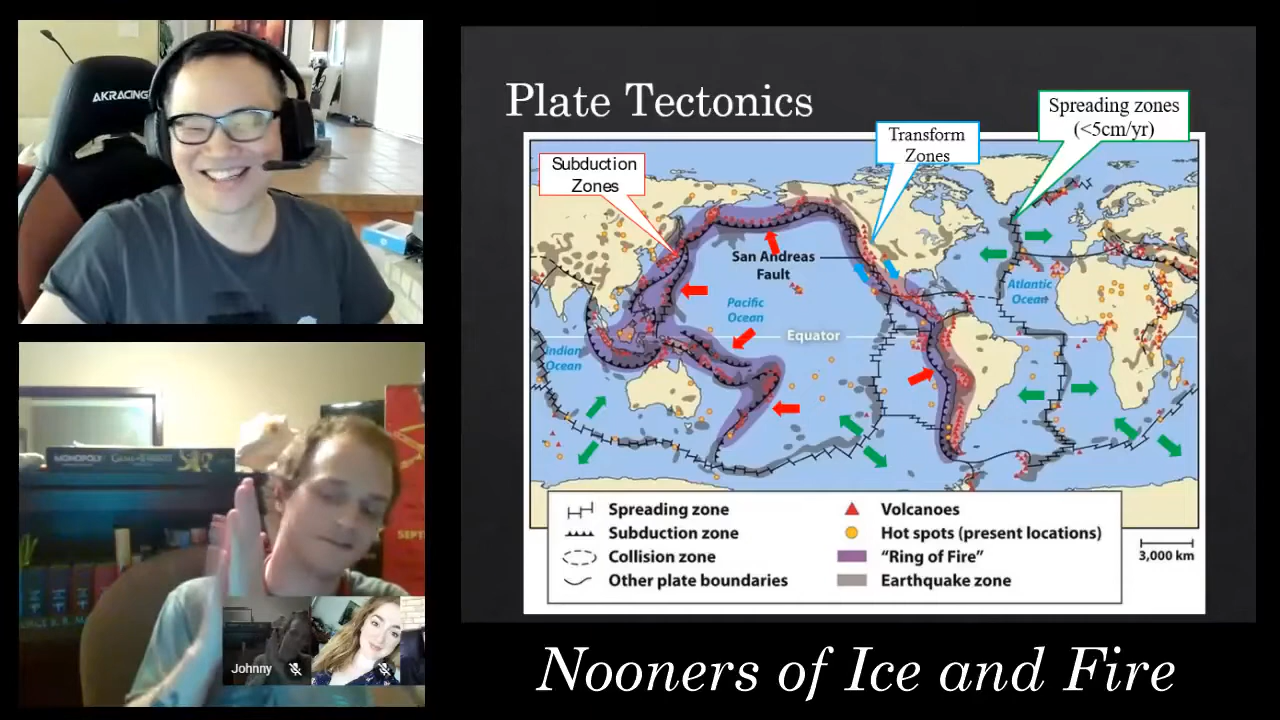 AKRACING
MONOPOLY
GAME OF THRONES
SEPT
Johnny
Plate Tectonics
Subduction
Zones
Transform
Zones
Spreading zones
(<5cm/yr)
San Andreas
Fault
Pacific
Ocean
Equator
Atlantic
Ocean
Indian
Ocean
Spreading zone
Subduction zone
Collision zone
Other plate boundaries
Volcanoes
Hot spots (present locations)
"Ring of Fire"
Earthquake zone
3,000 km
Nooners of Ice and Fire